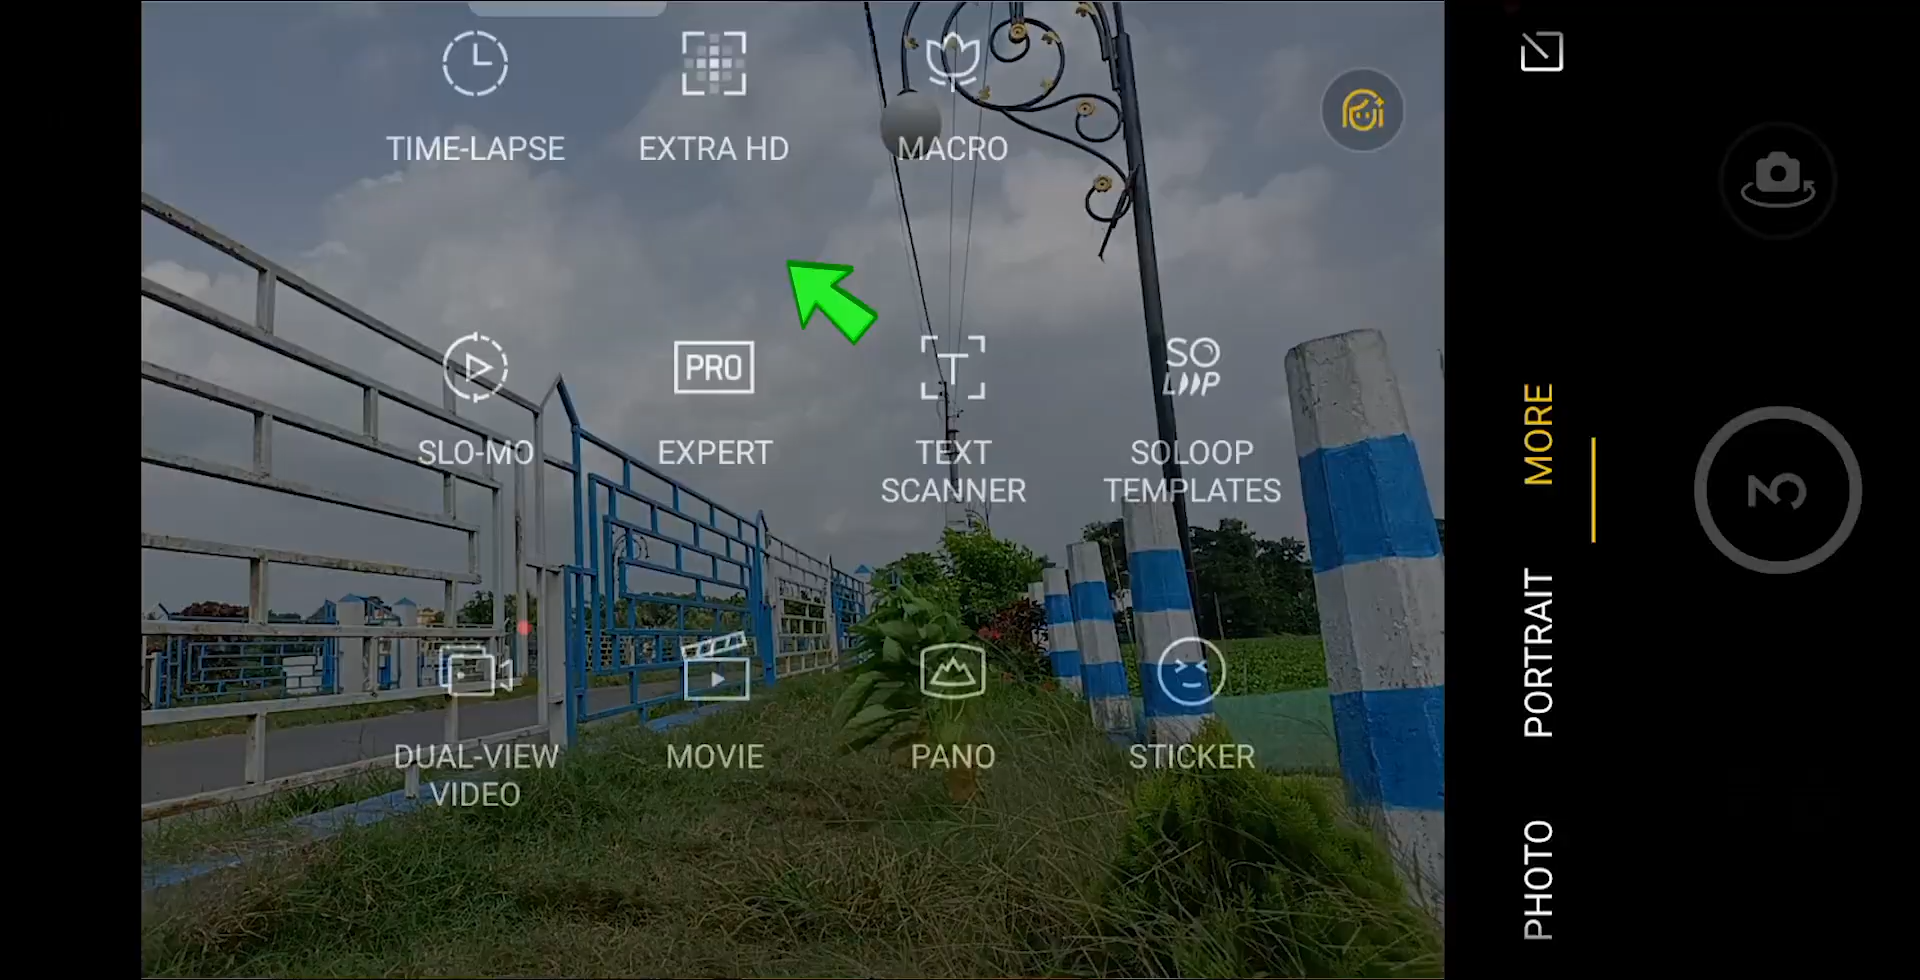 TIME-LAPSE
EXTRA HD
MACRO
SLO-MO
PRO
EXPERT
T
TEXT
SCANNER
SO
LOOP
SOLOOP
TEMPLATES
DUAL-VIEW
VIDEO
MOVIE
PANO
STICKER
MORE
PORTRAIT
PHOTO
3